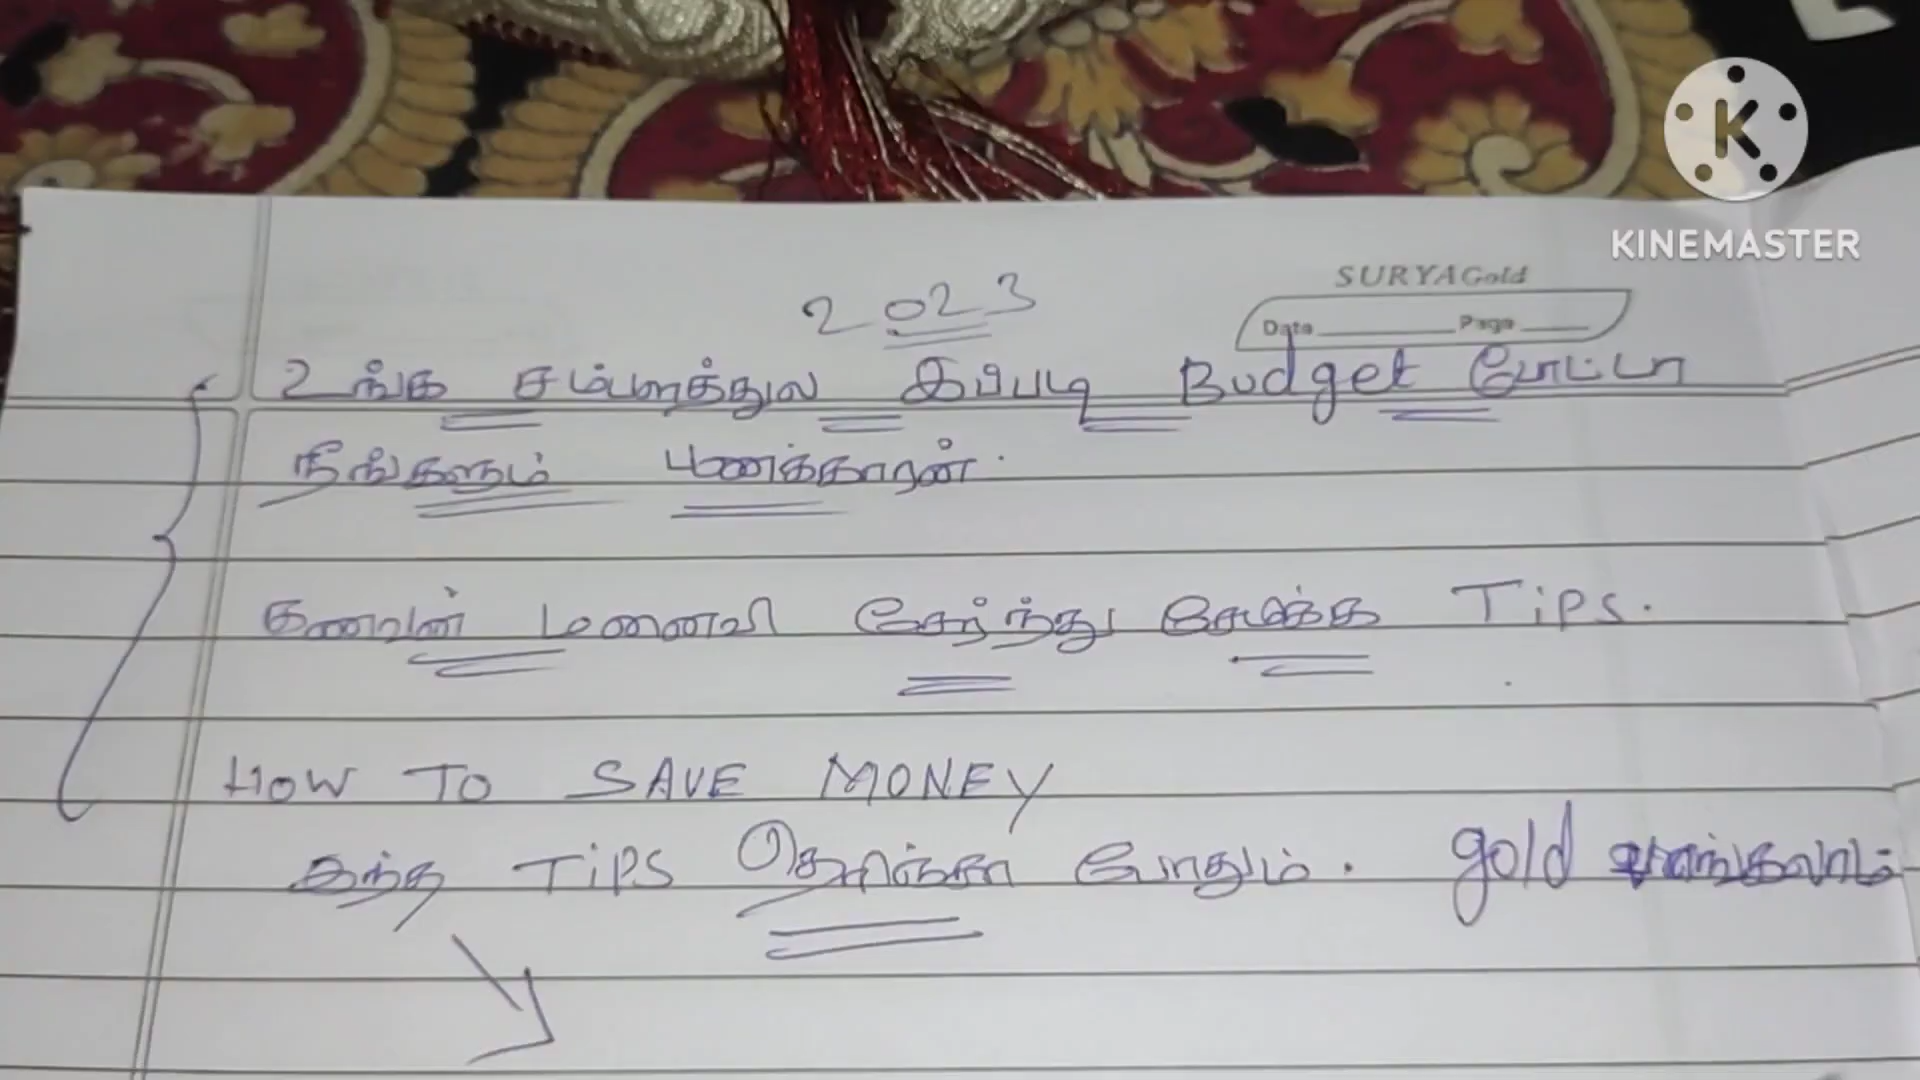 KINEMASTER
SURYAGold
2023
Date Page
உங்க சம்பளத்துல இப்படி Budget போட்டா
நீங்களும் பணக்காரன்.
கணவன் மனைவி சேர்ந்து சேமிக்க Tips.
HOW TO SAVE MONEY
இந்த TIPS தெரிஞ்சா போதும். gold வாங்கலாம்